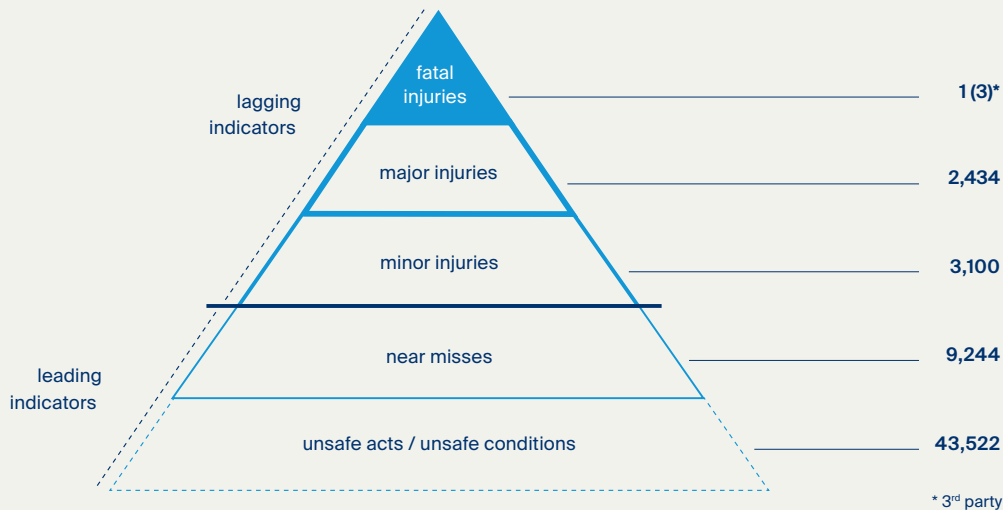 fatal
injuries
1 (3)*
lagging
indicators
major injuries
2,434
minor injuries
3,100
near misses
9,244
leading
indicators
unsafe acts / unsafe conditions
43,522
* 3rd party